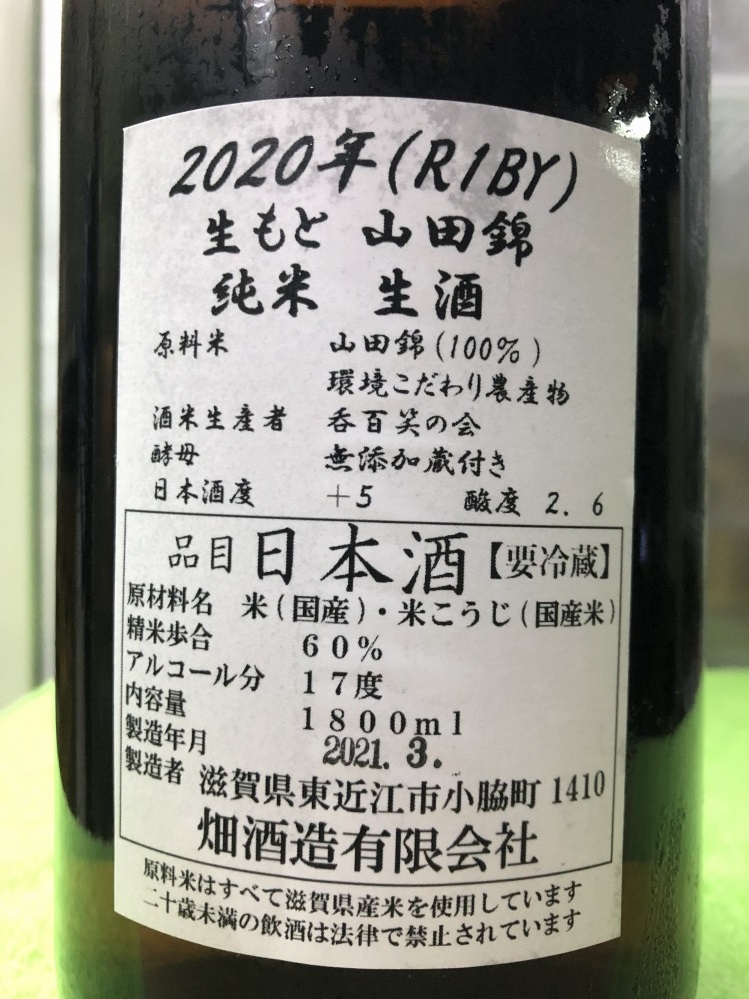 2020年(R1BY)
生もと 山田錦
純米 生酒
原料米 山田錦(100%)
環境こだわり農産物
酒米生産者 呑百笑の会
酵母 無添加蔵付き
日本酒度 +5 酸度 2.6
品目 日本酒【要冷蔵】
原材料名 米(国産)・米こうじ(国産米)
精米歩合 60%
アルコール分 17度
内容量 1800ml
製造年月 2021.3.
製造者 滋賀県東近江市小脇町 1410
畑酒造有限会社
原料米はすべて滋賀県産米を使用しています
二十歳未満の飲酒は法律で禁止されています